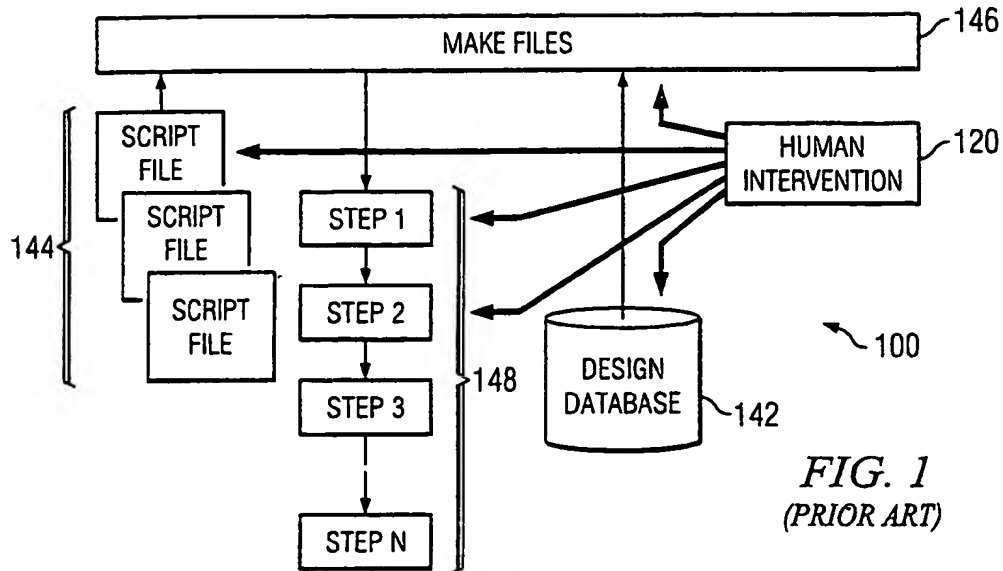 MAKE FILES
146
SCRIPT
FILE
SCRIPT
FILE
SCRIPT
FILE
144
STEP 1
STEP 2
STEP 3
STEP N
148
HUMAN
INTERVENTION
120
DESIGN
DATABASE
142
100
FIG. 1
(PRIOR ART)